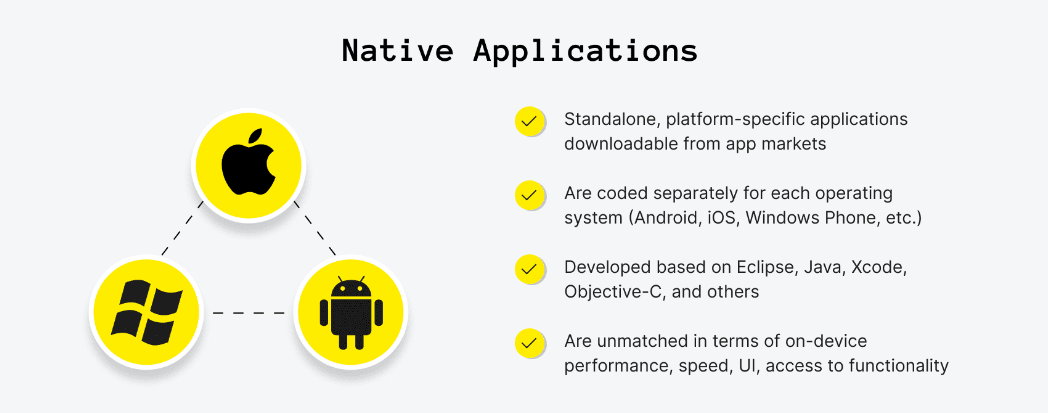 Native Applications
Standalone, platform-specific applications
downloadable from app markets
Are coded separately for each operating
system (Android, iOS, Windows Phone, etc.)
Developed based on Eclipse, Java, Xcode,
Objective-C, and others
Are unmatched in terms of on-device
performance, speed, UI, access to functionality